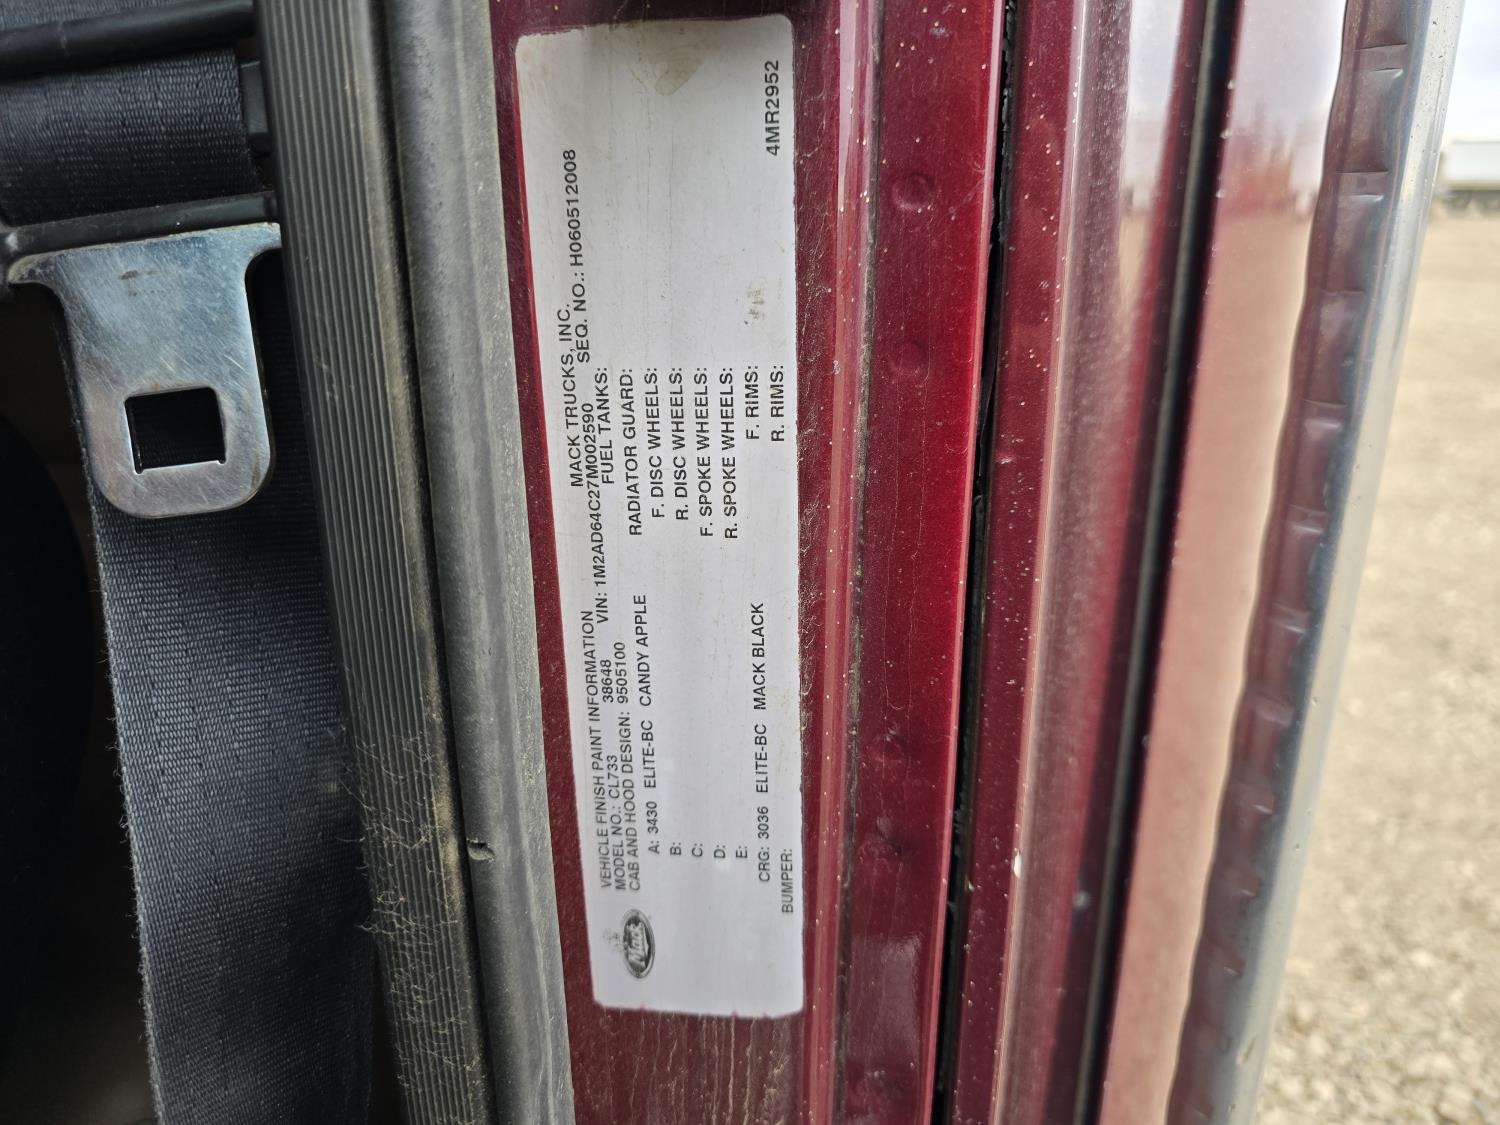 MACK TRUCKS, INC.
VEHICLE FINISH PAINT INFORMATION SEQ. NO.: H060512008
MODEL NO.: CL733 38648 VIN: 1M2AD64C27M002590
CAB AND HOOD DESIGN: 9505100 FUEL TANKS:
A: 3430 ELITE-BC CANDY APPLE RADIATOR GUARD:
B: F. DISC WHEELS:
C: R. DISC WHEELS:
D: F. SPOKE WHEELS:
E: R. SPOKE WHEELS:
CRG: 3036 ELITE-BC MACK BLACK F. RIMS:
BUMPER: R. RIMS:
4MR2952
Mack